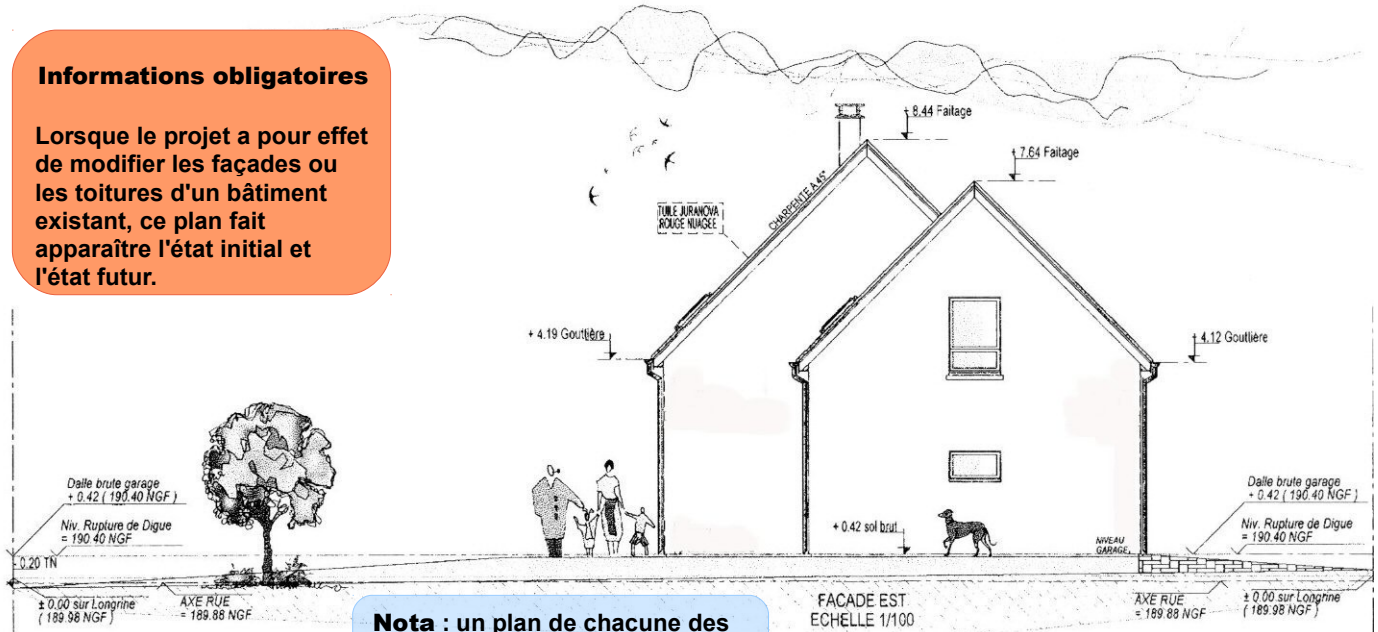 Informations obligatoires
Lorsque le projet a pour effet
de modifier les façades ou
les toitures d'un bâtiment
existant, ce plan fait
apparaître l'état initial et
l'état futur.
+ 8.44 Faitage
+ 7.64 Faitage
CHARPENTE A 45°
TUILE JURANOVA
ROUGE NUAGEE
+ 4.19 Gouttière
+ 4.12 Gouttière
Dalle brute garage
+ 0.42 ( 190.40 NGF )
Niv. Rupture de Digue
= 190.40 NGF
- 0.20 TN
± 0.00 sur Longrine
( 189.98 NGF )
AXE RUE
= 189.88 NGF
+ 0.42 sol brut
NIVEAU
GARAGE
Dalle brute garage
+ 0.42 ( 190.40 NGF )
Niv. Rupture de Digue
= 190.40 NGF
AXE RUE
= 189.88 NGF
± 0.00 sur Longrine
( 189.98 NGF )
FACADE EST
ECHELLE 1/100
Nota : un plan de chacune des